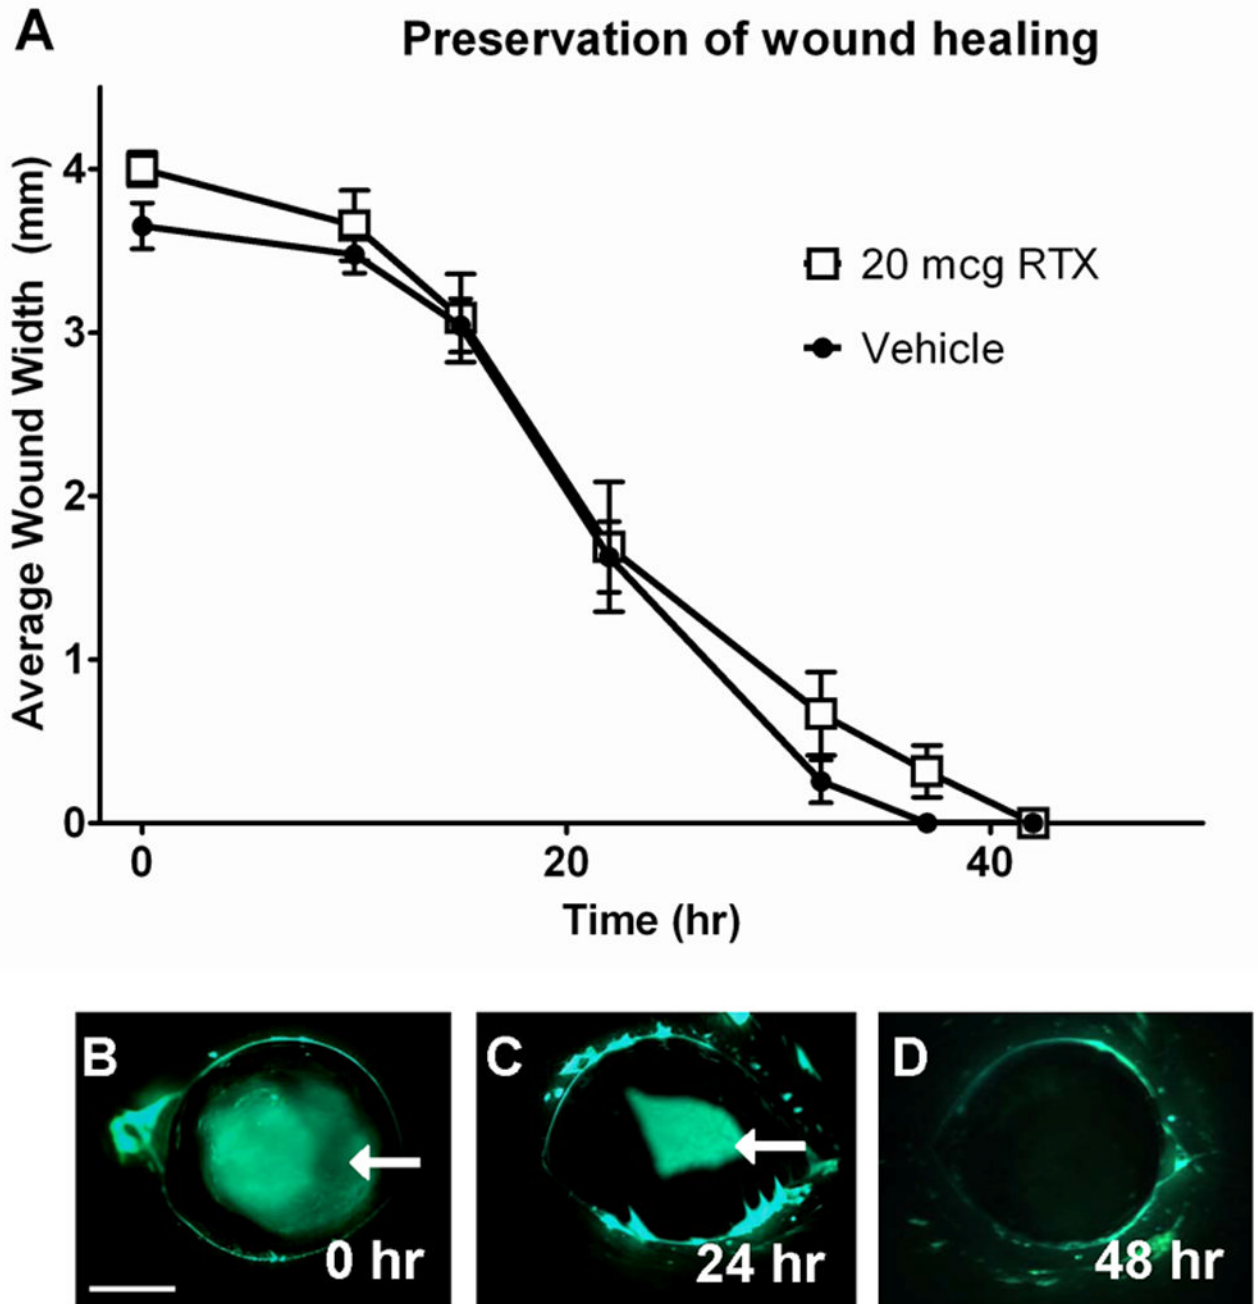 A
Preservation of wound healing
Average Wound Width (mm)
4
3
2
1
0
20 mcg RTX
Vehicle
0 20 40
Time (hr)
B
0 hr
C
24 hr
D
48 hr